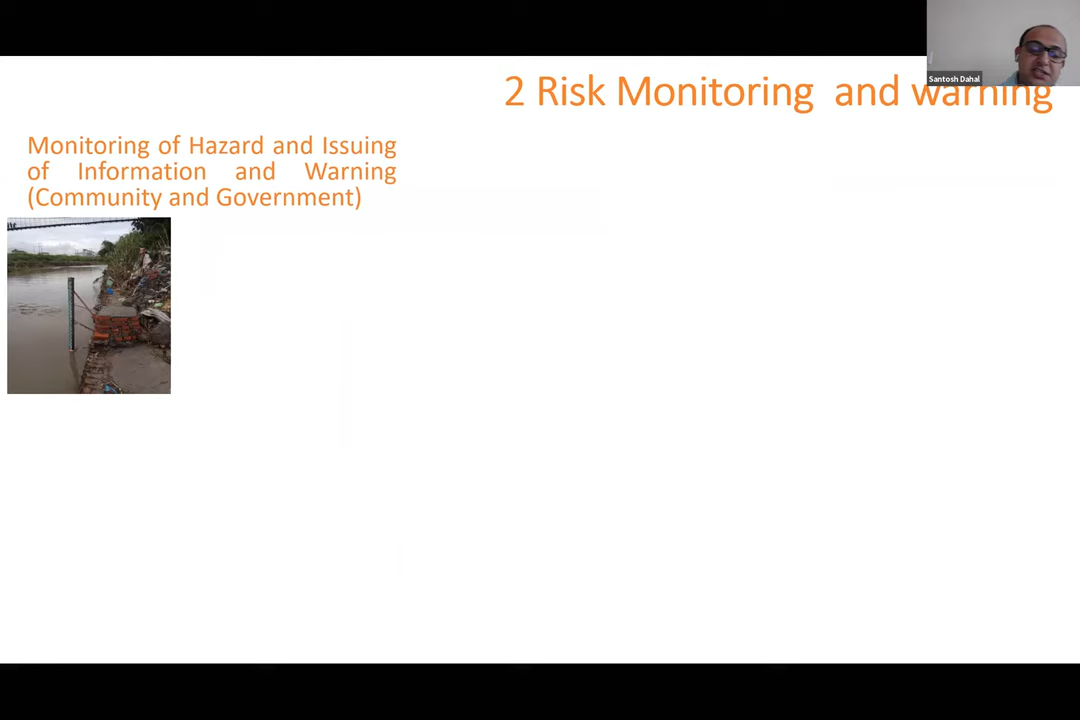 Santosh Dahal
2 Risk Monitoring and warning
Monitoring of Hazard and Issuing
of Information and Warning
(Community and Government)